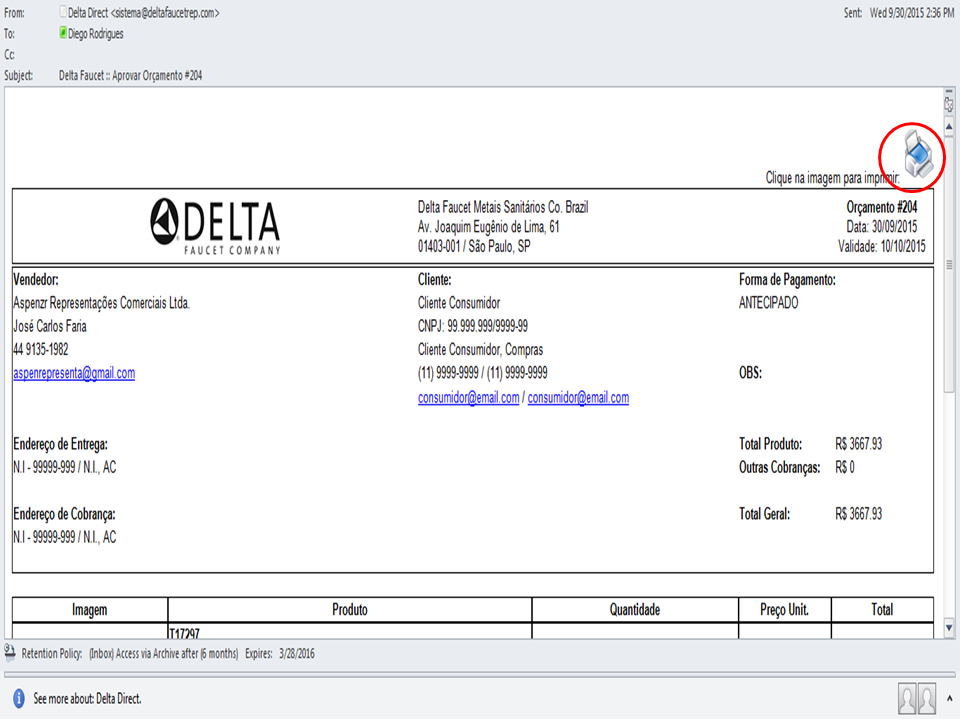 From: Delta Direct <sistema@deltafaucetrep.com> Sent: Wed 9/30/2015 2:36 PM
To: Diego Rodrigues
Cc:
Subject: Delta Faucet :: Aprovar Orçamento #204
Clique na imagem para imprimir:
DELTA
FAUCET COMPANY
Delta Faucet Metais Sanitários Co. Brazil
Av. Joaquim Eugênio de Lima, 61
01403-001 / São Paulo, SP
Orçamento #204
Data: 30/09/2015
Validade: 10/10/2015
Vendedor:
Aspenzr Representações Comerciais Ltda.
José Carlos Faria
44 9135-1982
aspenrepresenta@gmail.com
Cliente:
Cliente Consumidor
CNPJ: 99.999.999/9999-99
Cliente Consumidor, Compras
(11) 9999-9999 / (11) 9999-9999
consumidor@email.com / consumidor@email.com
Forma de Pagamento:
ANTECIPADO
OBS:
Endereço de Entrega:
N.I - 99999-999 / N.I., AC
Endereço de Cobrança:
N.I - 99999-999 / N.I., AC
Total Produto: R$ 3667.93
Outras Cobranças: R$ 0
Total Geral: R$ 3667.93
Imagem Produto Quantidade Preço Unit. Total
T17297
Retention Policy: (Inbox) Access via Archive after (6 months) Expires: 3/28/2016
See more about: Delta Direct.